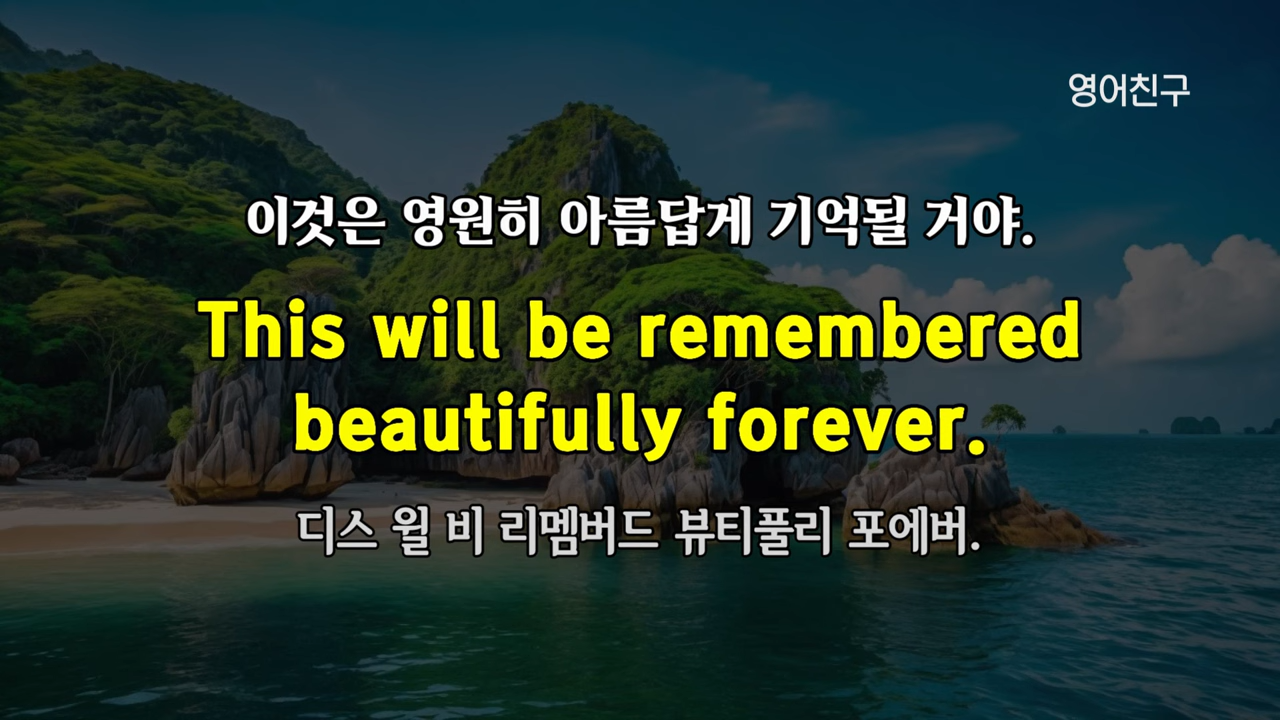 영어친구
이것은 영원히 아름답게 기억될 거야.
This will be remembered
beautifully forever.
디스 윌 비 리멤버드 뷰티풀리 포에버.